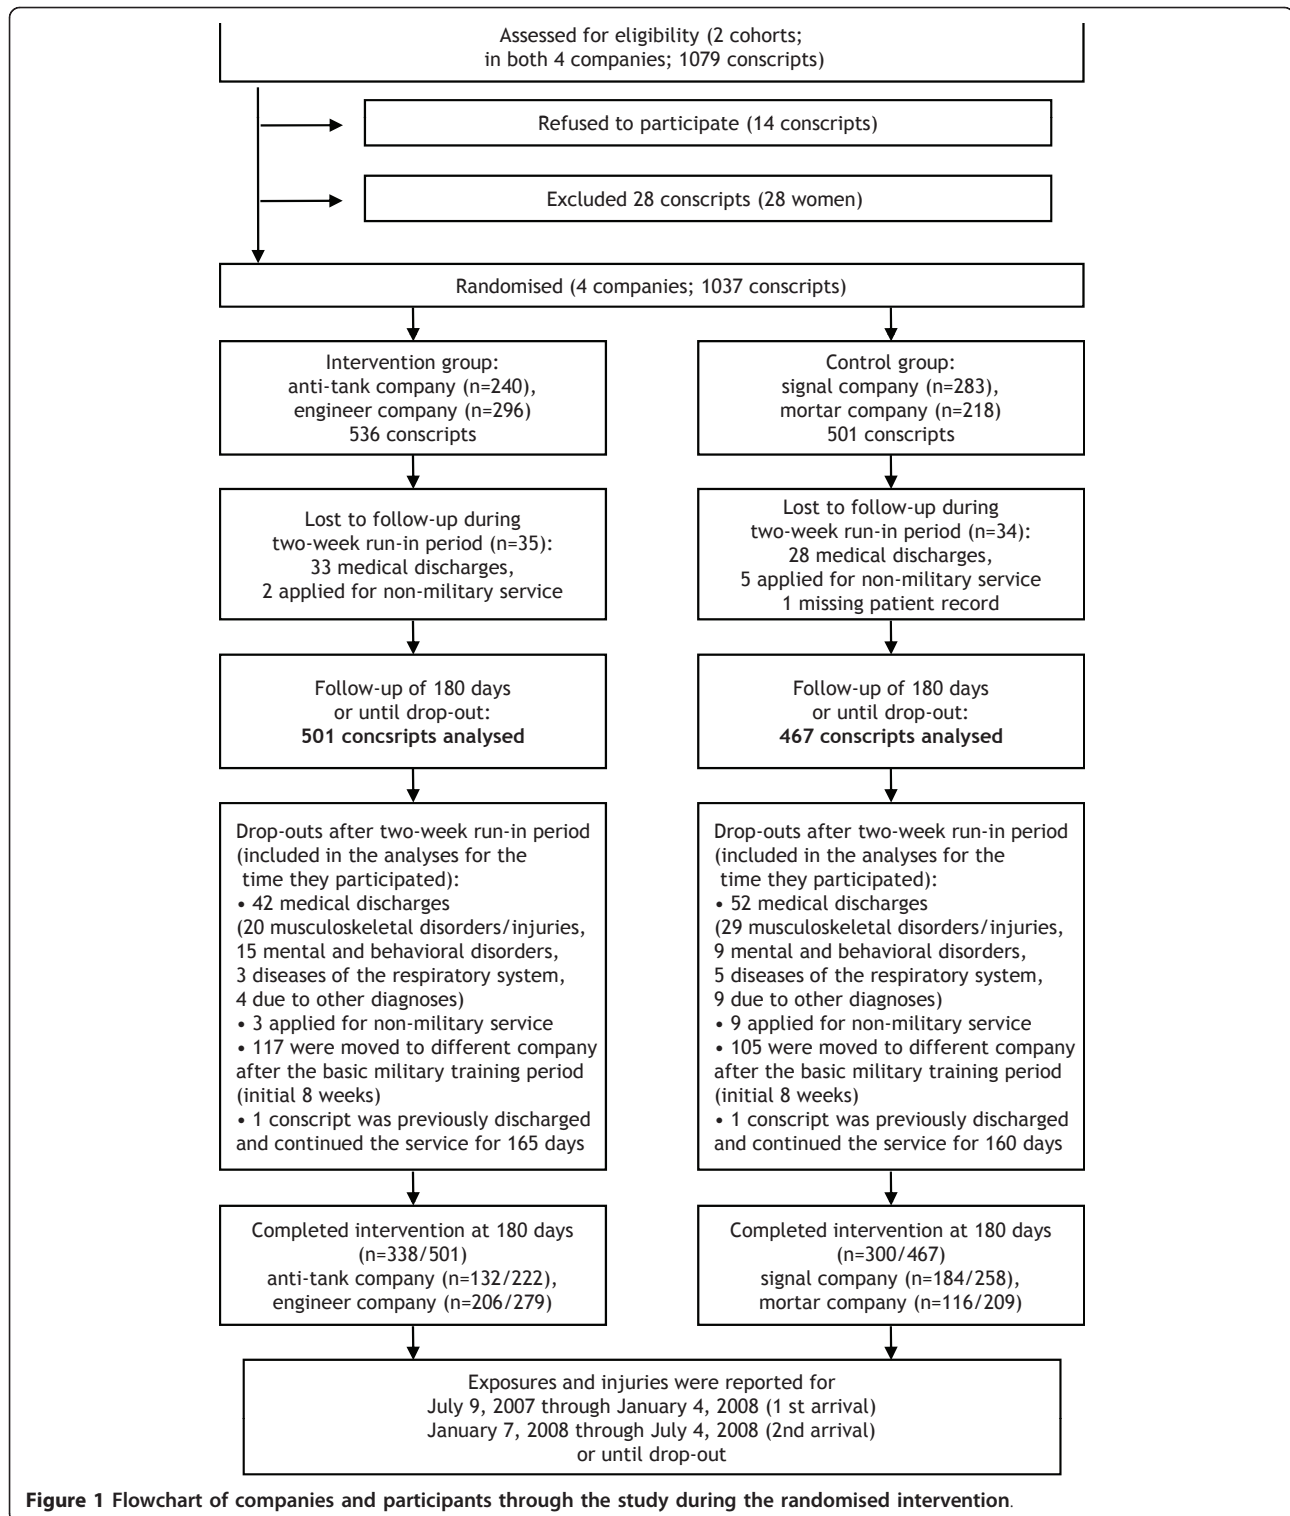 Assessed for eligibility (2 cohorts;
in both 4 companies; 1079 conscripts)
Refused to participate (14 conscripts)
Excluded 28 conscripts (28 women)
Randomised (4 companies; 1037 conscripts)
Intervention group:
anti-tank company (n=240),
engineer company (n=296)
536 conscripts
Control group:
signal company (n=283),
mortar company (n=218)
501 conscripts
Lost to follow-up during
two-week run-in period (n=35):
33 medical discharges,
2 applied for non-military service
Lost to follow-up during
two-week run-in period (n=34):
28 medical discharges,
5 applied for non-military service
1 missing patient record
Follow-up of 180 days
or until drop-out:
501 concsripts analysed
Follow-up of 180 days
or until drop-out:
467 conscripts analysed
Drop-outs after two-week run-in period
(included in the analyses for the
time they participated):
• 42 medical discharges
(20 musculoskeletal disorders/injuries,
15 mental and behavioral disorders,
3 diseases of the respiratory system,
4 due to other diagnoses)
• 3 applied for non-military service
• 117 were moved to different company
after the basic military training period
(initial 8 weeks)
• 1 conscript was previously discharged
and continued the service for 165 days
Drop-outs after two-week run-in period
(included in the analyses for the
time they participated):
• 52 medical discharges
(29 musculoskeletal disorders/injuries,
9 mental and behavioral disorders,
5 diseases of the respiratory system,
9 due to other diagnoses)
• 9 applied for non-military service
• 105 were moved to different company
after the basic military training period
(initial 8 weeks)
• 1 conscript was previously discharged
and continued the service for 160 days
Completed intervention at 180 days
(n=338/501)
anti-tank company (n=132/222),
engineer company (n=206/279)
Completed intervention at 180 days
(n=300/467)
signal company (n=184/258),
mortar company (n=116/209)
Exposures and injuries were reported for
July 9, 2007 through January 4, 2008 (1 st arrival)
January 7, 2008 through July 4, 2008 (2nd arrival)
or until drop-out
Figure 1 Flowchart of companies and participants through the study during the randomised intervention.